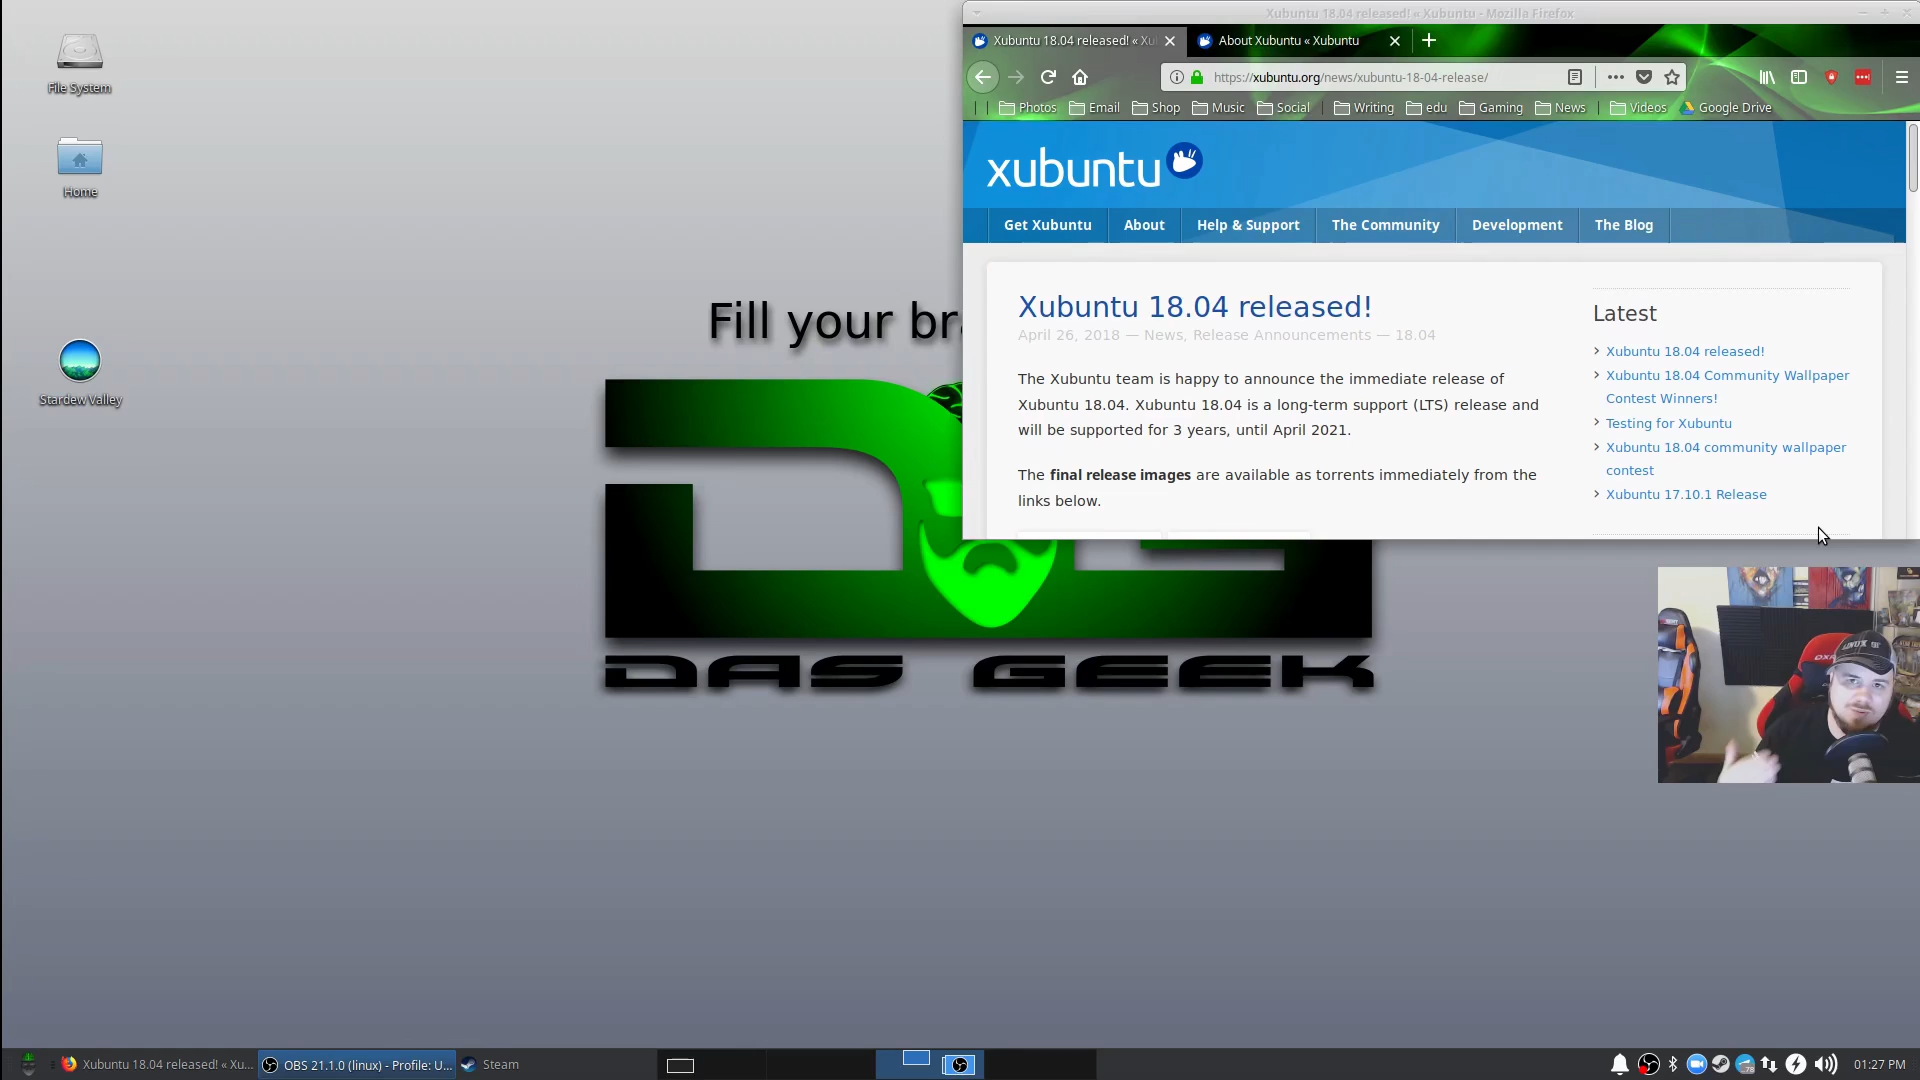 File System
Home
Stardew Valley
Fill your br
DAS GEEK
Xubuntu 18.04 released! « Xubuntu - Mozilla Firefox
Xubuntu 18.04 released! « Xu
About Xubuntu « Xubuntu
https://xubuntu.org/news/xubuntu-18-04-release/
Photos Email Shop Music Social Writing edu Gaming News Videos Google Drive
xubuntu
Get Xubuntu About Help & Support The Community Development The Blog
Xubuntu 18.04 released!
April 26, 2018 — News, Release Announcements — 18.04
The Xubuntu team is happy to announce the immediate release of
Xubuntu 18.04. Xubuntu 18.04 is a long-term support (LTS) release and
will be supported for 3 years, until April 2021.
The final release images are available as torrents immediately from the
links below.
Latest
Xubuntu 18.04 released!
Xubuntu 18.04 Community Wallpaper
Contest Winners!
Testing for Xubuntu
Xubuntu 18.04 community wallpaper
contest
Xubuntu 17.10.1 Release
Xubuntu 18.04 released! « Xu...
OBS 21.1.0 (linux) - Profile: U...
Steam
01:27 PM